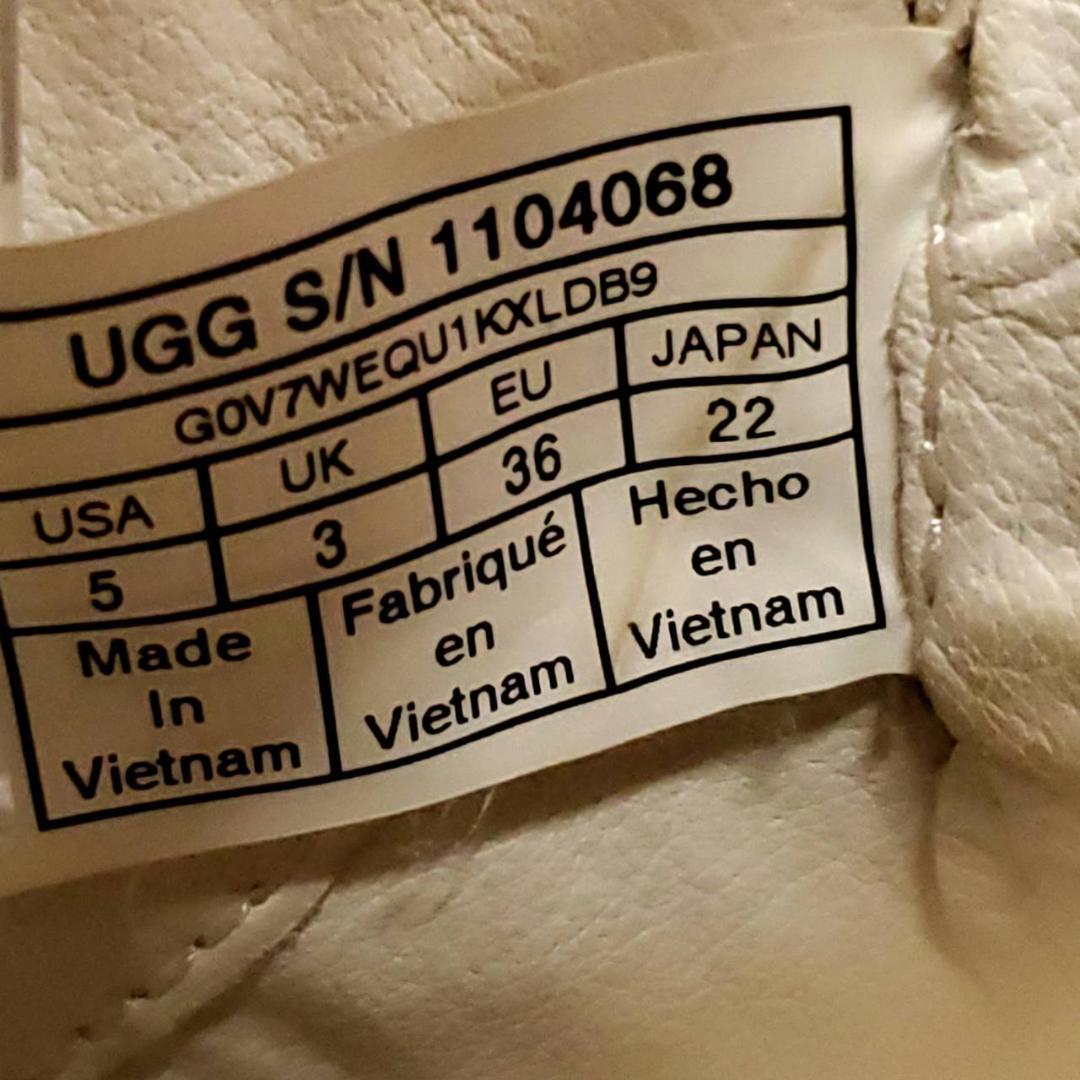 UGG S/N 1104068
G0V7WEQU1KXLDB9
USA UK EU JAPAN
5 3 36 22
Made
In
Vietnam
Fabriqué
en
Vietnam
Hecho
en
Vietnam